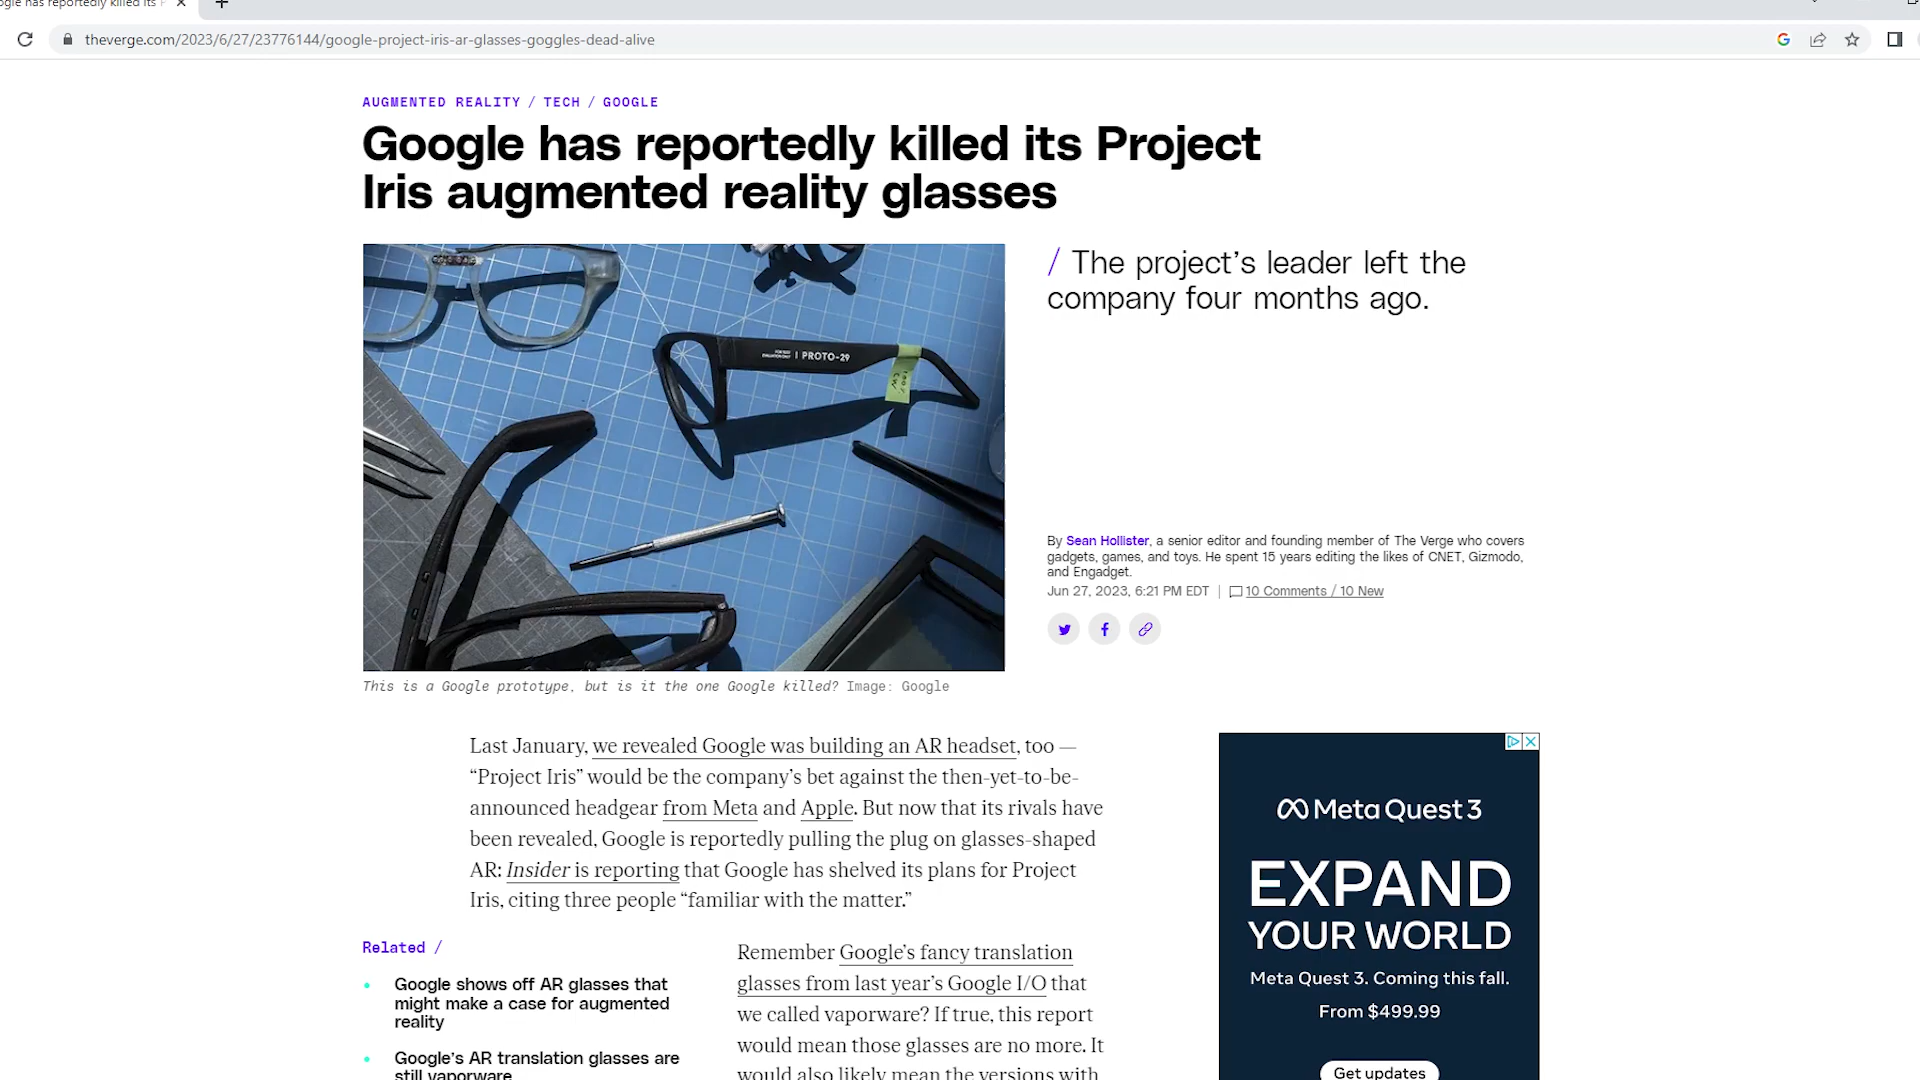 theverge.com/2023/6/27/23776144/google-project-iris-ar-glasses-goggles-dead-alive
AUGMENTED REALITY / TECH / GOOGLE
Google has reportedly killed its Project
Iris augmented reality glasses
/ The project’s leader left the
company four months ago.
PROTO-29
By Sean Hollister, a senior editor and founding member of The Verge who covers
gadgets, games, and toys. He spent 15 years editing the likes of CNET, Gizmodo,
and Engadget.
Jun 27, 2023, 6:21 PM EDT | 10 Comments / 10 New
This is a Google prototype, but is it the one Google killed? Image: Google
Last January, we revealed Google was building an AR headset, too —
“Project Iris” would be the company’s bet against the then-yet-to-be-
announced headgear from Meta and Apple. But now that its rivals have
been revealed, Google is reportedly pulling the plug on glasses-shaped
AR: Insider is reporting that Google has shelved its plans for Project
Iris, citing three people “familiar with the matter.”
Related /
Google shows off AR glasses that
might make a case for augmented
reality
Google’s AR translation glasses are
still vaporware
Remember Google’s fancy translation
glasses from last year’s Google I/O that
we called vaporware? If true, this report
would mean those glasses are no more. It
would also likely mean the versions with
Meta Quest 3
EXPAND
YOUR WORLD
Meta Quest 3. Coming this fall.
From $499.99
Get updates